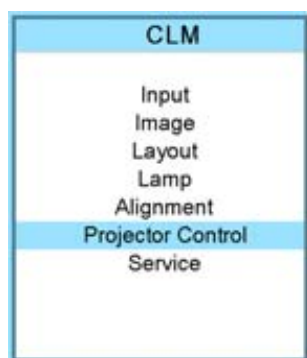 CLM
Input
Image
Layout
Lamp
Alignment
Projector Control
Service